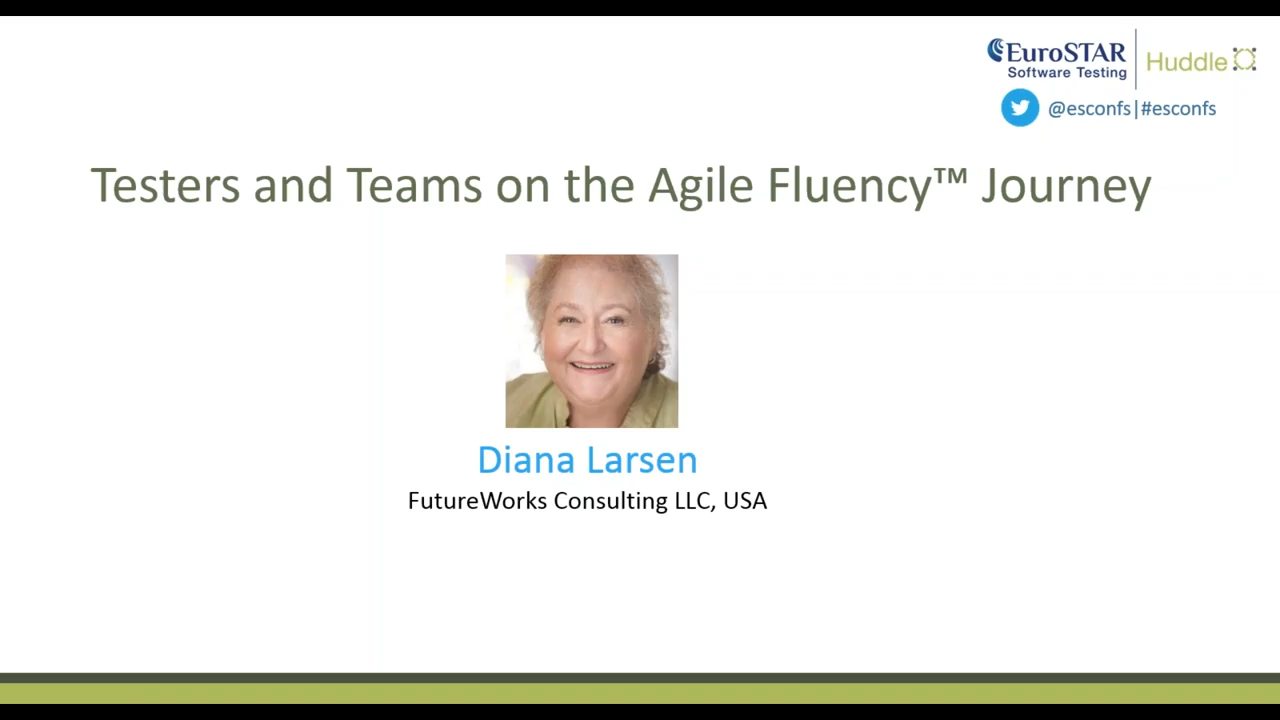 EuroSTAR
Software Testing
Huddle
@esconfs|#esconfs
Testers and Teams on the Agile Fluency™ Journey
Diana Larsen
FutureWorks Consulting LLC, USA